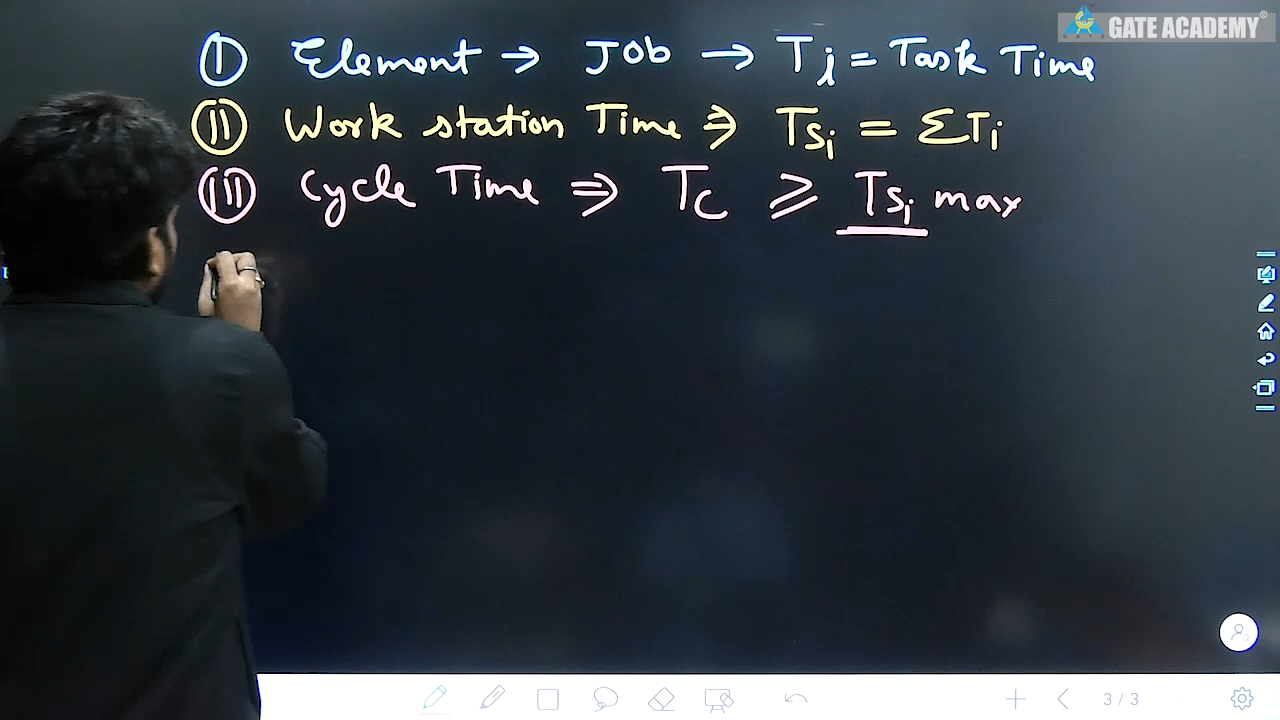 GATE ACADEMY®
(I) Element → JOB → Ti = Task Time
(II) Work station Time ⇒ Tsi = ΣTi
(III) Cycle Time ⇒ Tc ≥ Tsi max
3/3